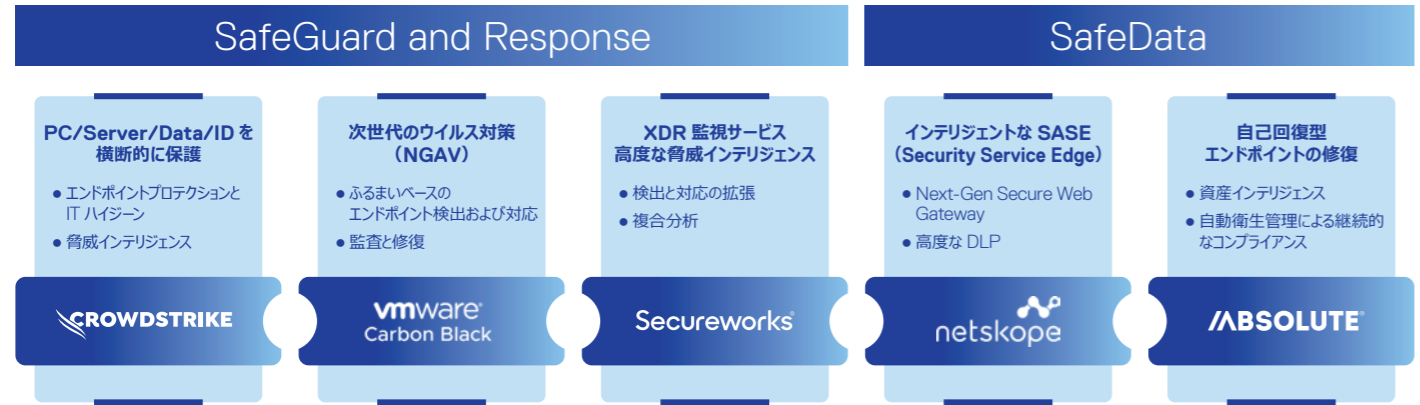 SafeGuard and Response
SafeData
PC/Server/Data/ID を
横断的に保護
● エンドポイントプロテクションと
IT ハイジーン
● 脅威インテリジェンス
CROWDSTRIKE
次世代のウイルス対策
（NGAV）
● ふるまいベースの
エンドポイント検出および対応
● 監査と修復
vmware®
Carbon Black
XDR 監視サービス
高度な脅威インテリジェンス
● 検出と対応の拡張
● 複合分析
Secureworks®
インテリジェントな SASE
（Security Service Edge）
● Next-Gen Secure Web
Gateway
● 高度な DLP
netskope
自己回復型
エンドポイントの修復
● 資産インテリジェンス
● 自動衛生管理による継続的
なコンプライアンス
ABSOLUTE®